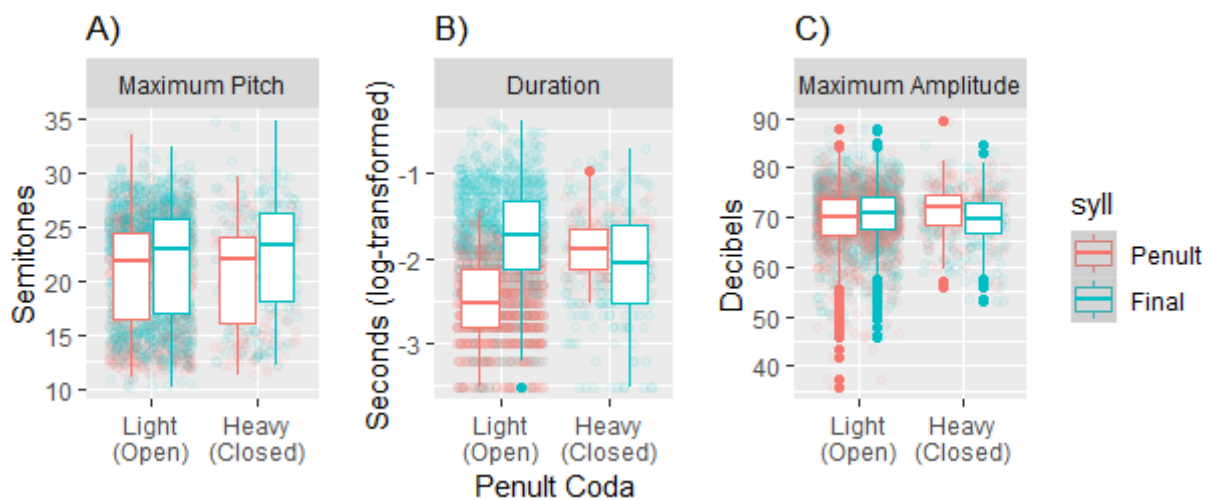 A)
Maximum Pitch
Semitones
35
30
25
20
15
10
Light
(Open)
Heavy
(Closed)
B)
Duration
Seconds (log-transformed)
-1
-2
-3
Light
(Open)
Heavy
(Closed)
Penult Coda
C)
Maximum Amplitude
Decibels
90
80
70
60
50
40
Light
(Open)
Heavy
(Closed)
syll
Penult
Final